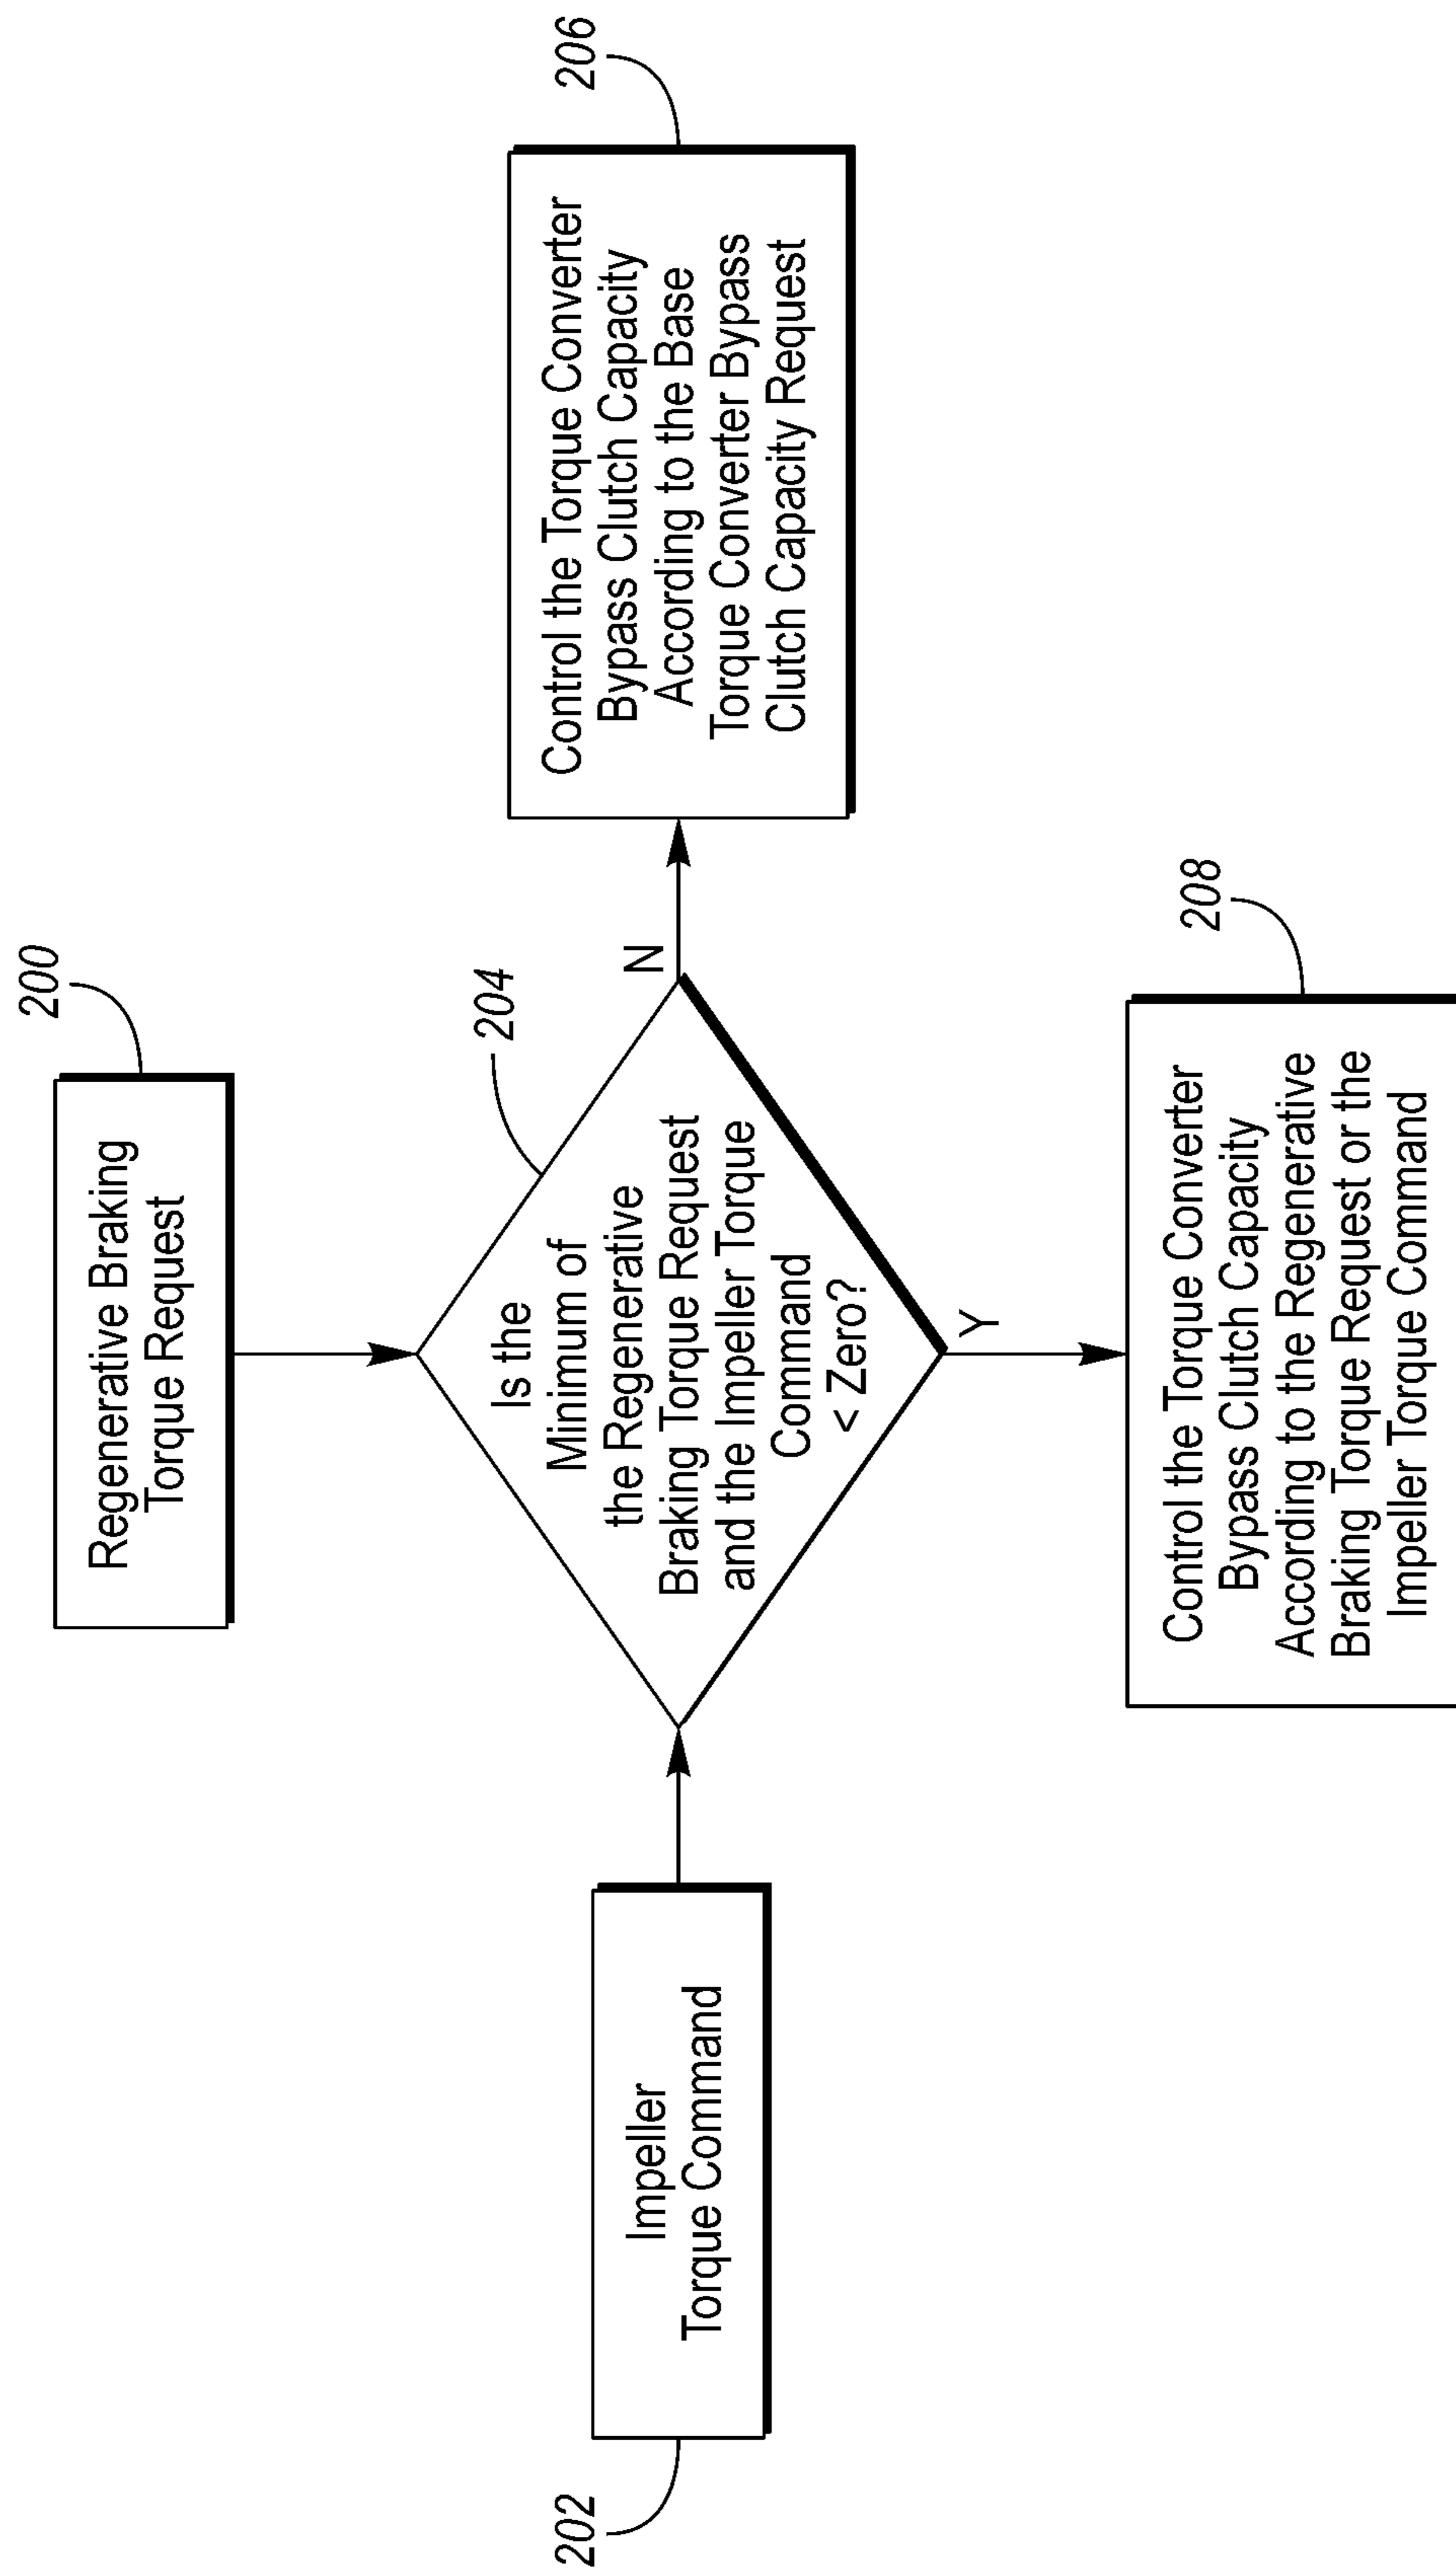 200
Regenerative Braking
Torque Request
204
Is the
Minimum of
the Regenerative
Braking Torque Request
and the Impeller Torque
Command
< Zero?
N
Y
202
Impeller
Torque Command
206
Control the Torque Converter
Bypass Clutch Capacity
According to the Base
Torque Converter Bypass
Clutch Capacity Request
208
Control the Torque Converter
Bypass Clutch Capacity
According to the Regenerative
Braking Torque Request or the
Impeller Torque Command